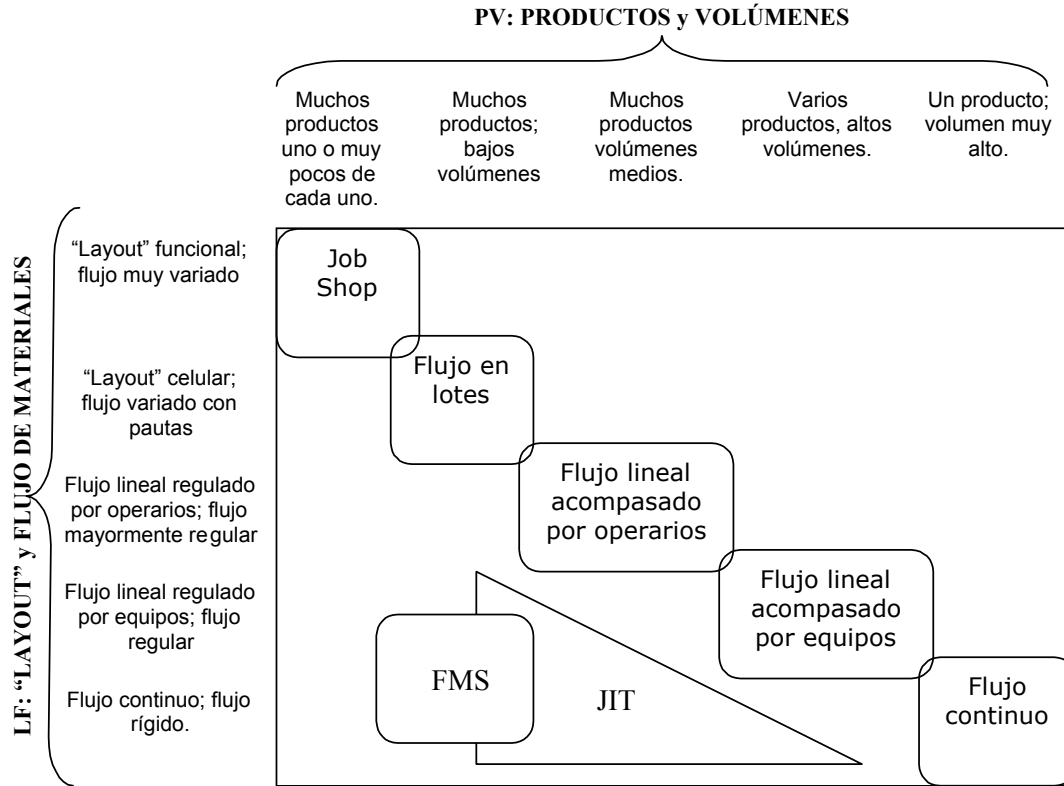 PV: PRODUCTOS y VOLÚMENES
Muchos
productos
uno o muy
pocos de
cada uno.
Muchos
productos;
bajos
volúmenes
Muchos
productos
volúmenes
medios.
Varios
productos, altos
volúmenes.
Un producto;
volumen muy
alto.
LF: “LAYOUT” y FLUJO DE MATERIALES
“Layout” funcional;
flujo muy variado
“Layout” celular;
flujo variado con
pautas
Flujo lineal regulado
por operarios; flujo
mayormente regular
Flujo lineal regulado
por equipos; flujo
regular
Flujo continuo; flujo
rígido.
Job
Shop
Flujo en
lotes
Flujo lineal
acompasado
por operarios
Flujo lineal
acompasado
por equipos
FMS
JIT
Flujo
continuo